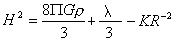 H² = 8ΠGρ/3 + λ/3 − KR⁻²